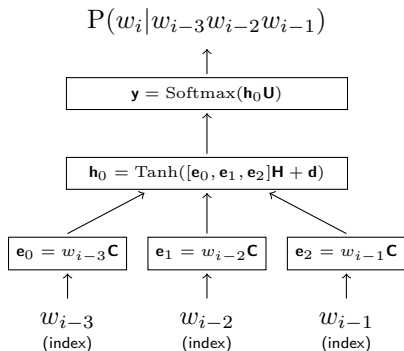 P(w_{i-3}w_{i-2}w_{i-1})
y = Softmax(h_0U)
h_0 = Tanh([e_0, e_1, e_2]H + d)
e_0 = w_{i-3}C e_1 = w_{i-2}C e_2 = w_{i-1}C
w_{i-3} w_{i-2} w_{i-1}
(index) (index) (index)